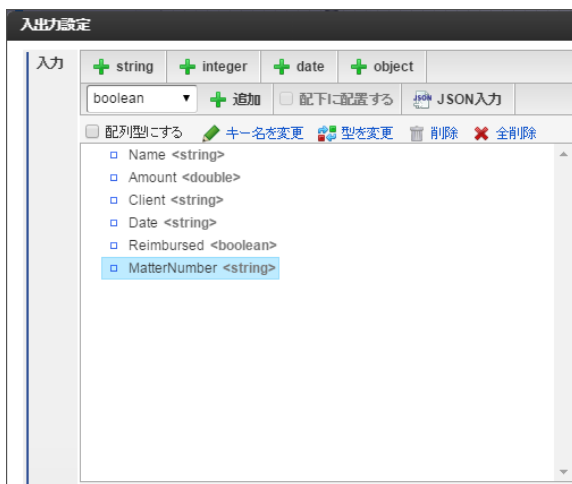 入出力設定
入力
string integer date object
boolean 追加 配下に配置する JSON JSON入力
配列型にする キー名を変更 型を変更 削除 全削除
Name <string>
Amount <double>
Client <string>
Date <string>
Reimbursed <boolean>
MatterNumber <string>